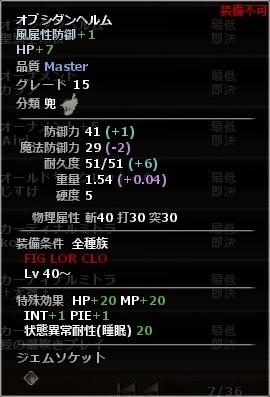 装備不可
オブシダンヘルム
風属性防御+1
HP+7
品質 Master
グレード 15
分類 兜
防御力 41 (+1)
魔法防御力 29 (-2)
耐久度 51/51 (+6)
重量 1.54 (+0.04)
硬度 5
物理属性 斬40 打30 突30
装備条件 全種族
FIG LOR CLO
Lv 40～
特殊効果 HP+20 MP+20
INT+1 PIE+1
状態異常耐性(睡眠) 20
ジェムソケット
7/36